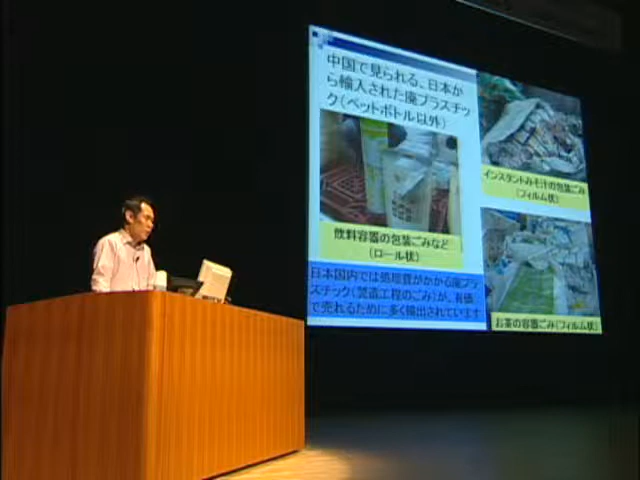 中国で見られる、日本か
ら輸入された廃プラスチッ
ク(ペットボトル以外)
飲料容器の包装ごみなど
(ロール状)
日本国内では処理費がかかる廃プラ
スチック(製造工程のごみ)が、有価
で売れるために多く輸出されています
インスタントみそ汁の包装ごみ
(フィルム状)
お茶の容器ごみ(フィルム状)